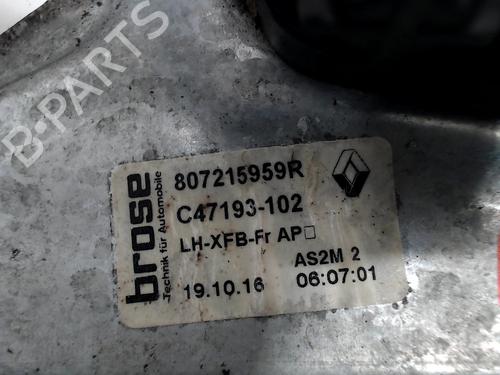 B-PARTS
brose
Technik für Automobile
807215959R
C47193-102
LH-XFB-Fr AP□
AS2M 2
19.10.16
06:07:01